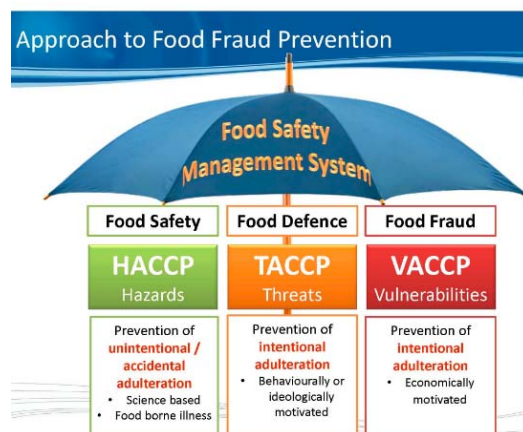 Approach to Food Fraud Prevention
Food Safety
Management System
Food Safety
HACCP
Hazards
Prevention of
unintentional /
accidental
adulteration
• Science based
• Food borne illness
Food Defence
TACCP
Threats
Prevention of
intentional
adulteration
• Behaviourally or
ideologically
motivated
Food Fraud
VACCP
Vulnerabilities
Prevention of
intentional
adulteration
• Economically
motivated